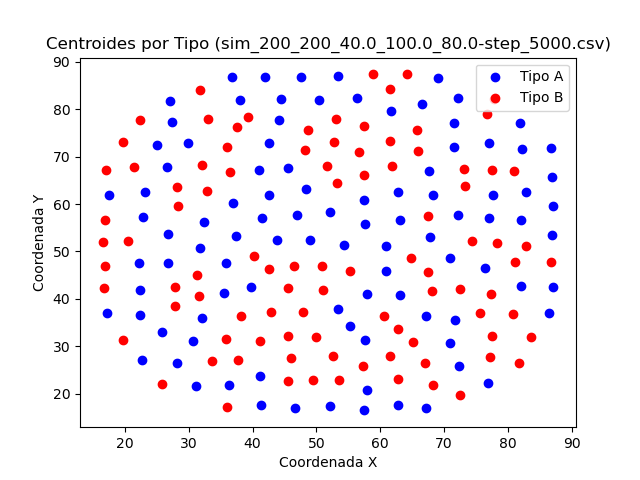 Centroides por Tipo (sim_200_200_40.0_100.0_80.0-step_5000.csv)
Tipo A
Tipo B
90
80
70
60
50
40
30
20
Coordenada Y
20 30 40 50 60 70 80 90
Coordenada X